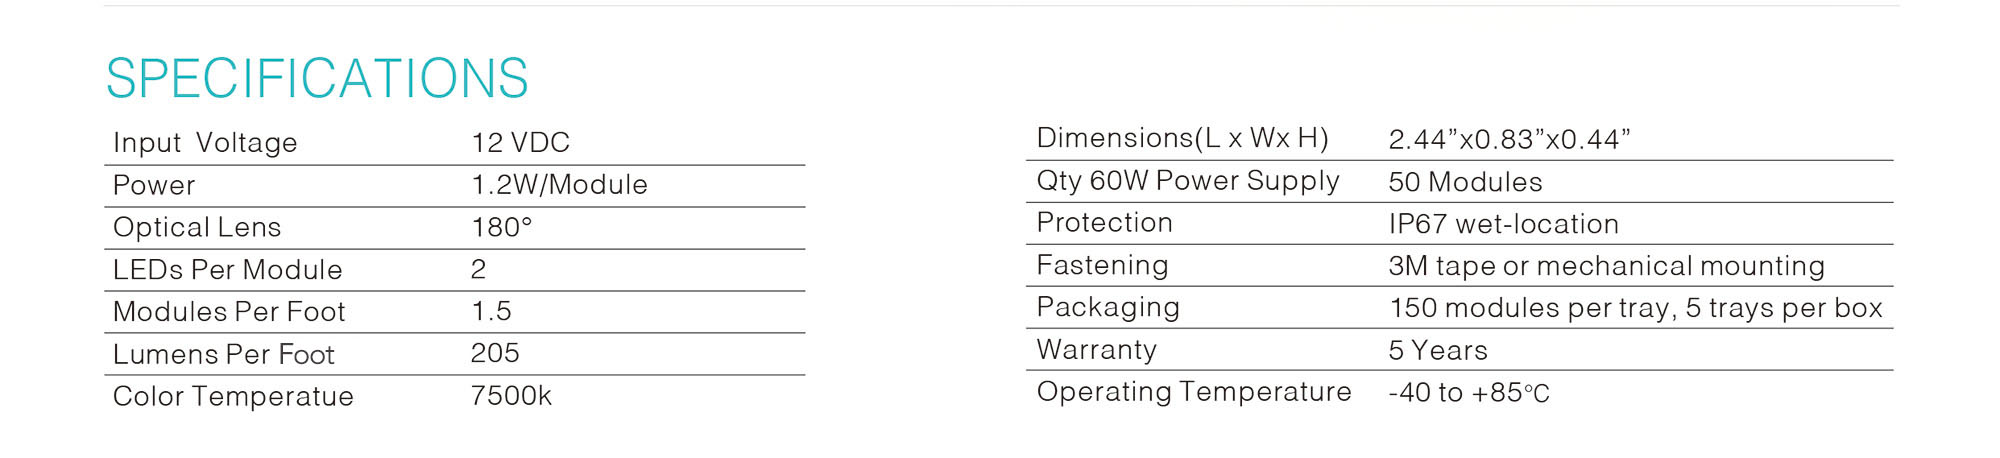 SPECIFICATIONS
Input Voltage 12 VDC
Power 1.2W/Module
Optical Lens 180°
LEDs Per Module 2
Modules Per Foot 1.5
Lumens Per Foot 205
Color Temperatue 7500k
Dimensions(L x Wx H) 2.44”x0.83”x0.44”
Qty 60W Power Supply 50 Modules
Protection IP67 wet-location
Fastening 3M tape or mechanical mounting
Packaging 150 modules per tray, 5 trays per box
Warranty 5 Years
Operating Temperature -40 to +85°C